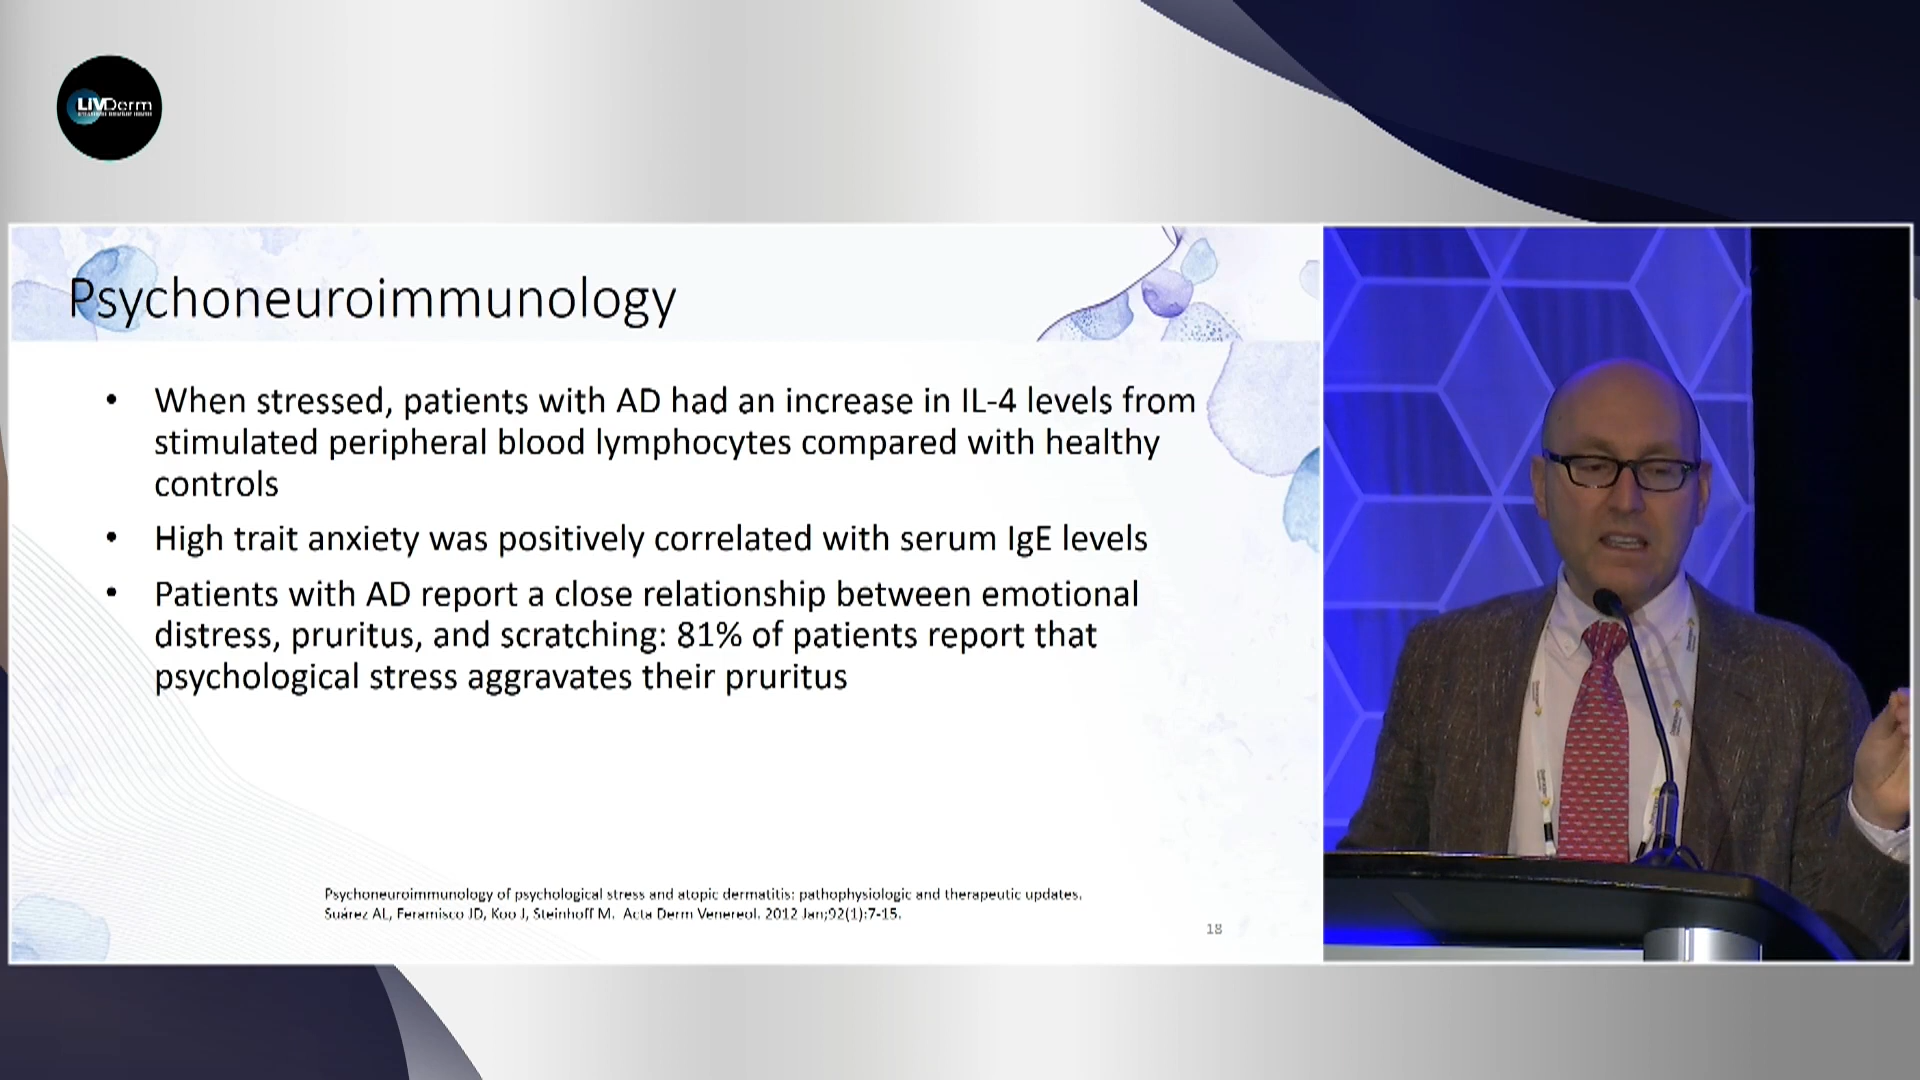 LIVDerm
Psychoneuroimmunology
• When stressed, patients with AD had an increase in IL-4 levels from
stimulated peripheral blood lymphocytes compared with healthy
controls
• High trait anxiety was positively correlated with serum IgE levels
• Patients with AD report a close relationship between emotional
distress, pruritus, and scratching: 81% of patients report that
psychological stress aggravates their pruritus
Psychoneuroimmunology of psychological stress and atopic dermatitis: pathophysiologic and therapeutic updates.
Suárez AL, Feramisco JD, Koo J, Steinhoff M. Acta Derm Venereol. 2012 Jan;92(1):7-15.
18